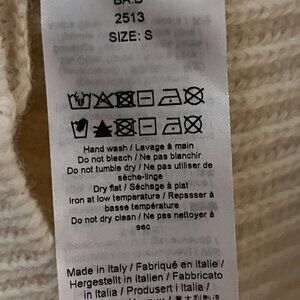 2513
SIZE: S
Hand wash / Lavage à main
Do not bleach / Ne pas blanchir
Do not tumble dry / Ne pas utiliser de
sèche-linge
Dry flat / Séchage à plat
Iron at low temperature / Repasser à
basse température
Do not dry clean / Ne pas nettoyer à
sec
Made in Italy / Fabriqué en Italie /
Hergestellt in Italien / Fabbricato
in Italia / Produsert i Italia /